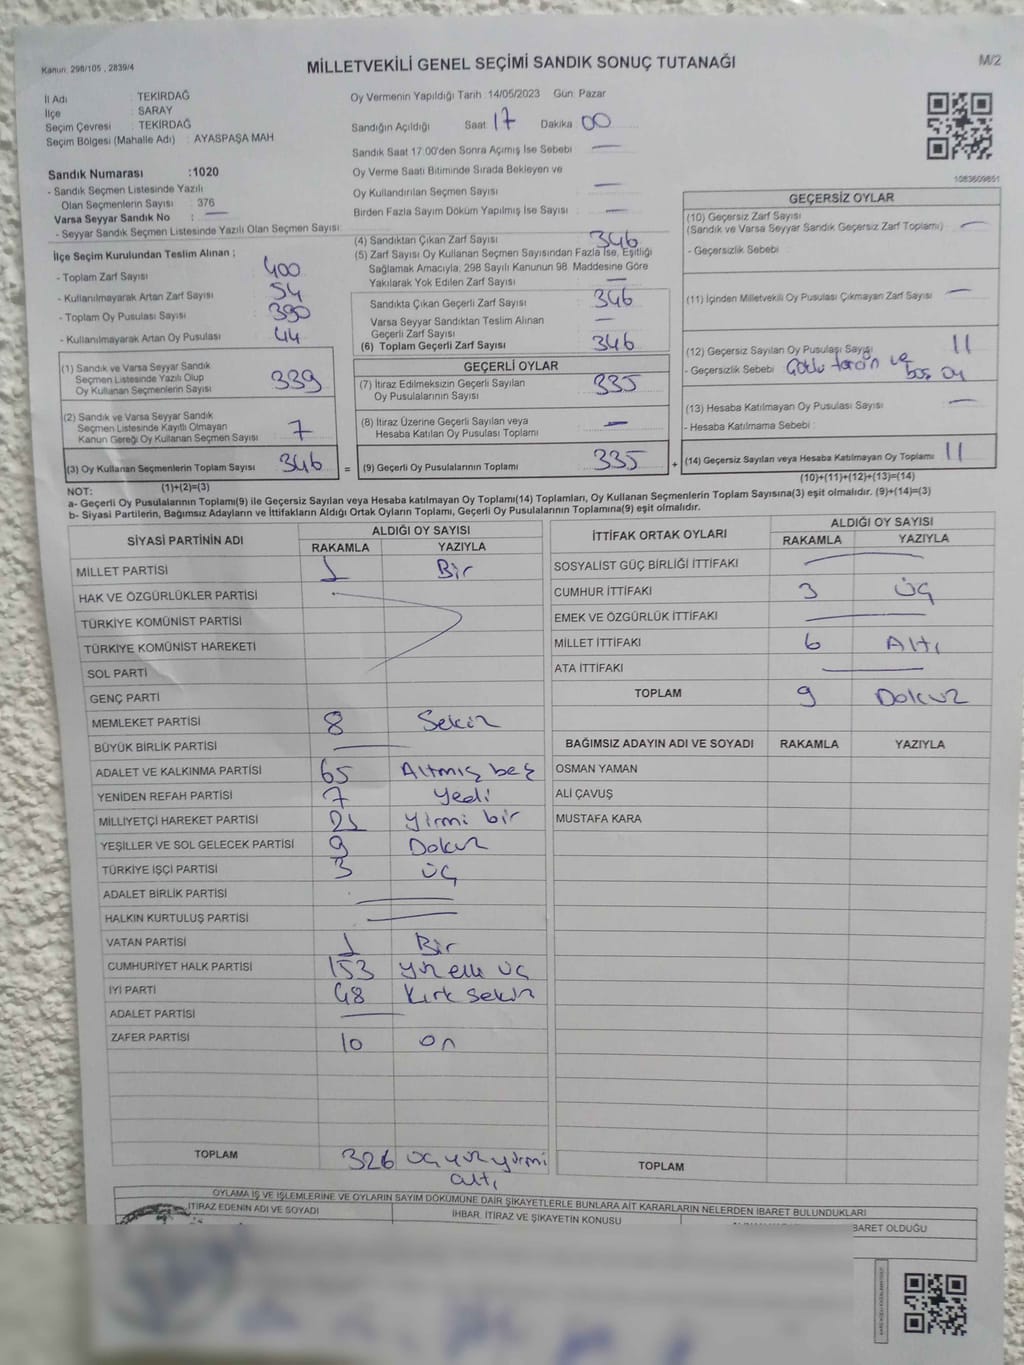 Kanun: 298/105 , 2839/4
MİLLETVEKİLİ GENEL SEÇİMİ SANDIK SONUÇ TUTANAĞI
M/2
İl Adı : TEKİRDAĞ
İlçe : SARAY
Seçim Çevresi : TEKİRDAĞ
Seçim Bölgesi (Mahalle Adı) : AYASPAŞA MAH
Sandık Numarası :1020
- Sandık Seçmen Listesinde Yazılı
Olan Seçmenlerin Sayısı : 376
Varsa Seyyar Sandık No : —
- Seyyar Sandık Seçmen Listesinde Yazılı Olan Seçmen Sayısı:
Oy Vermenin Yapıldığı Tarih :14/05/2023 Gün: Pazar
Sandığın Açıldığı Saat 17 Dakika 00
Sandık Saat 17:00'den Sonra Açımış İse Sebebi : —
Oy Verme Saati Bitiminde Sırada Bekleyen ve
Oy Kullandırılan Seçmen Sayısı : —
Birden Fazla Sayım Döküm Yapılmış İse Sayısı : —
1083609851
İlçe Seçim Kurulundan Teslim Alınan ;
- Toplam Zarf Sayısı : 400
- Kullanılmayarak Artan Zarf Sayısı : 54
- Toplam Oy Pusulası Sayısı : 390
- Kullanılmayarak Artan Oy Pusulası : 44
(4) Sandıktan Çıkan Zarf Sayısı 346
(5) Zarf Sayısı Oy Kullanan Seçmen Sayısından Fazla İse, Eşitliği
Sağlamak Amacıyla, 298 Sayılı Kanunun 98. Maddesine Göre
Yakılarak Yok Edilen Zarf Sayısı : —
Sandıkta Çıkan Geçerli Zarf Sayısı : 346
Varsa Seyyar Sandıktan Teslim Alınan
Geçerli Zarf Sayısı : —
(6) Toplam Geçerli Zarf Sayısı : 346
GEÇERSİZ OYLAR
(10) Geçersiz Zarf Sayısı
(Sandık ve Varsa Seyyar Sandık Geçersiz Zarf Toplamı) : —
- Geçersizlik Sebebi :
(11) İçinden Milletvekili Oy Pusulası Çıkmayan Zarf Sayısı : —
(12) Geçersiz Sayılan Oy Pusulası Sayısı : 11
- Geçersizlik Sebebi : ve
boş oy
(13) Hesaba Katılmayan Oy Pusulası Sayısı : —
- Hesaba Katılmama Sebebi :
(14) Geçersiz Sayılan veya Hesaba Katılmayan Oy Toplamı : 11
(10)+(11)+(12)+(13)=(14)
(1) Sandık ve Varsa Seyyar Sandık
Seçmen Listesinde Yazılı Olup
Oy Kullanan Seçmenlerin Sayısı : 339
(2) Sandık ve Varsa Seyyar Sandık
Seçmen Listesinde Kayıtlı Olmayan
Kanun Gereği Oy Kullanan Seçmen Sayısı : 7
(3) Oy Kullanan Seçmenlerin Toplam Sayısı : 346 =
(1)+(2)=(3)
GEÇERLİ OYLAR
(7) İtiraz Edilmeksizin Geçerli Sayılan
Oy Pusulalarının Sayısı : 335
(8) İtiraz Üzerine Geçerli Sayılan veya
Hesaba Katılan Oy Pusulası Toplamı : —
(9) Geçerli Oy Pusulalarının Toplamı : 335 +
NOT:
a- Geçerli Oy Pusulalarının Toplamı(9) ile Geçersiz Sayılan veya Hesaba katılmayan Oy Toplamı(14) Toplamları, Oy Kullanan Seçmenlerin Toplam Sayısına(3) eşit olmalıdır. (9)+(14)=(3)
b- Siyasi Partilerin, Bağımsız Adayların ve İttifakların Aldığı Ortak Oyların Toplamı, Geçerli Oy Pusulalarının Toplamına(9) eşit olmalıdır.
SİYASİ PARTİNİN ADI ALDIĞI OY SAYISI
RAKAMLA YAZIYLA
MİLLET PARTİSİ 1 Bir
HAK VE ÖZGÜRLÜKLER PARTİSİ
TÜRKİYE KOMÜNİST PARTİSİ
TÜRKİYE KOMÜNİST HAREKETİ
SOL PARTİ
GENÇ PARTİ
MEMLEKET PARTİSİ 8 Sekiz
BÜYÜK BİRLİK PARTİSİ —
ADALET VE KALKINMA PARTİSİ 65 Altmış beş
YENİDEN REFAH PARTİSİ 7 Yedi
MİLLİYETÇİ HAREKET PARTİSİ 21 Yirmi bir
YEŞİLLER VE SOL GELECEK PARTİSİ 9 Dokuz
TÜRKİYE İŞÇİ PARTİSİ 3 Üç
ADALET BİRLİK PARTİSİ —
HALKIN KURTULUŞ PARTİSİ —
VATAN PARTİSİ 1 Bir
CUMHURİYET HALK PARTİSİ 153 Yüz elli üç
İYİ PARTİ 48 Kırk sekiz
ADALET PARTİSİ —
ZAFER PARTİSİ 10 On
TOPLAM 326 üç yüz yirmi
altı
İTTİFAK ORTAK OYLARI ALDIĞI OY SAYISI
RAKAMLA YAZIYLA
SOSYALİST GÜÇ BİRLİĞİ İTTİFAKI —
CUMHUR İTTİFAKI 3 Üç
EMEK VE ÖZGÜRLÜK İTTİFAKI —
MİLLET İTTİFAKI 6 Altı
ATA İTTİFAKI —
TOPLAM 9 Dokuz
BAĞIMSIZ ADAYIN ADI VE SOYADI RAKAMLA YAZIYLA
OSMAN YAMAN
ALİ ÇAVUŞ
MUSTAFA KARA
TOPLAM
OYLAMA İŞ VE İŞLEMLERİNE VE OYLARIN SAYIM DÖKÜMÜNE DAİR ŞİKAYETLERLE BUNLARA AİT KARARLARIN NELERDEN İBARET BULUNDUKLARI
İTİRAZ EDENİN ADI VE SOYADI
İHBAR, İTİRAZ VE ŞİKAYETİN KONUSU
BARET OLDUĞU